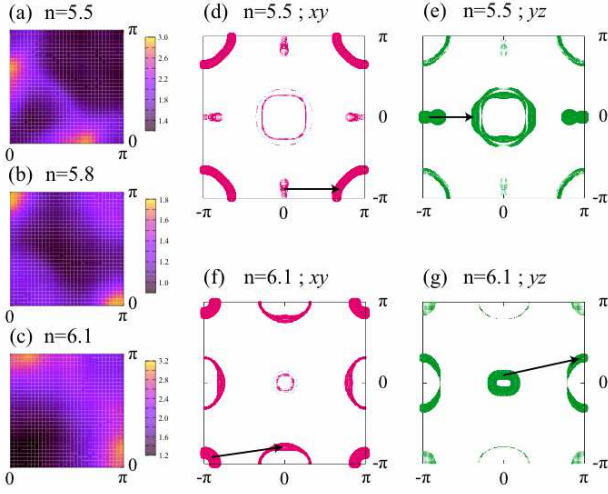 (a) n=5.5
π
3.0
2.6
2.2
1.8
1.4
0
0 π
(b) n=5.8
π
1.8
1.6
1.4
1.2
1.0
0
0 π
(c) n=6.1
π
3.2
2.8
2.4
2.0
1.6
1.2
0
0 π
(d) n=5.5 ; xy
π
0
-π
-π 0 π
(e) n=5.5 ; yz
π
0
-π
-π 0 π
(f) n=6.1 ; xy
π
0
-π
-π 0 π
(g) n=6.1 ; yz
π
0
-π
-π 0 π